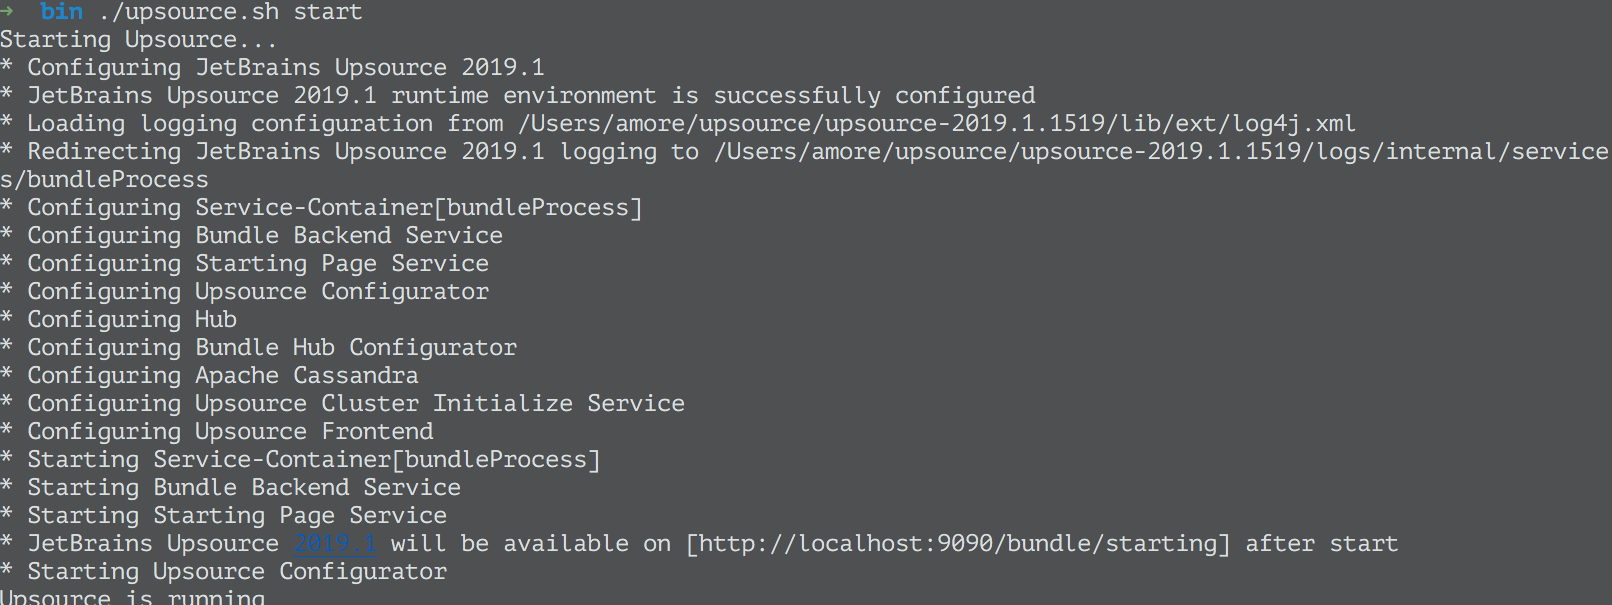 → bin ./upsource.sh start
Starting Upsource...
* Configuring JetBrains Upsource 2019.1
* JetBrains Upsource 2019.1 runtime environment is successfully configured
* Loading logging configuration from /Users/amore/upsource/upsource-2019.1.1519/lib/ext/log4j.xml
* Redirecting JetBrains Upsource 2019.1 logging to /Users/amore/upsource/upsource-2019.1.1519/logs/internal/service
s/bundleProcess
* Configuring Service-Container[bundleProcess]
* Configuring Bundle Backend Service
* Configuring Starting Page Service
* Configuring Upsource Configurator
* Configuring Hub
* Configuring Bundle Hub Configurator
* Configuring Apache Cassandra
* Configuring Upsource Cluster Initialize Service
* Configuring Upsource Frontend
* Starting Service-Container[bundleProcess]
* Starting Bundle Backend Service
* Starting Starting Page Service
* JetBrains Upsource 2019.1 will be available on [http://localhost:9090/bundle/starting] after start
* Starting Upsource Configurator
Upsource is running